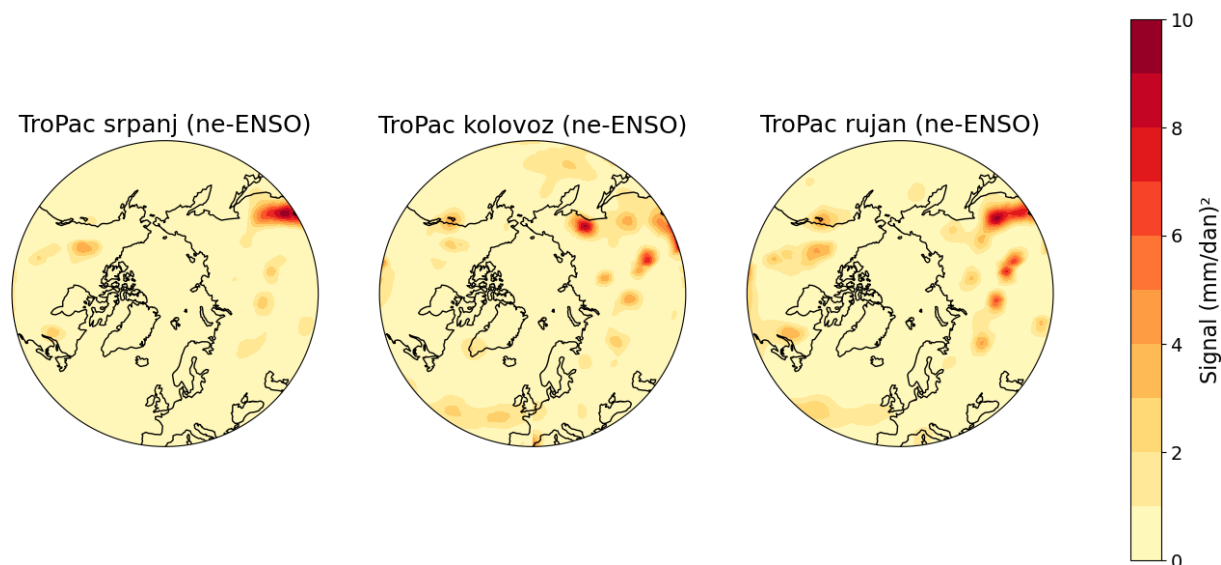 TroPac srpanj (ne-ENSO)
TroPac kolovoz (ne-ENSO)
TroPac rujan (ne-ENSO)
10
8
6
4
2
0
Signal (mm/dan)²